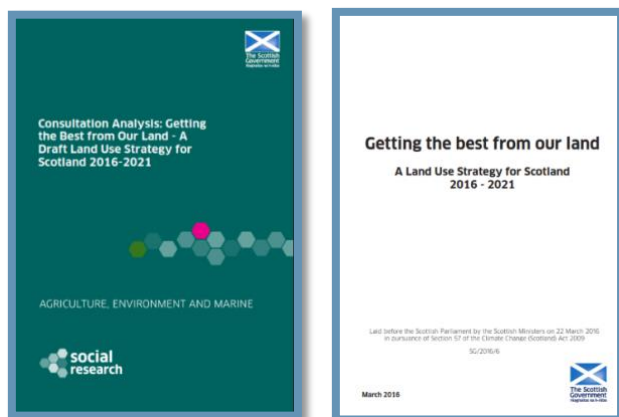 The Scottish
Government
Consultation Analysis: Getting
the Best from Our Land - A
Draft Land Use Strategy for
Scotland 2016-2021
AGRICULTURE, ENVIRONMENT AND MARINE
social
research
Getting the best from our land
A Land Use Strategy for Scotland
2016 - 2021
Laid before the Scottish Parliament by the Scottish Ministers on 22 March 2016
in pursuance of Section 57 of the Climate Change (Scotland) Act 2009
SG/2016/6
March 2016
The Scottish
Government